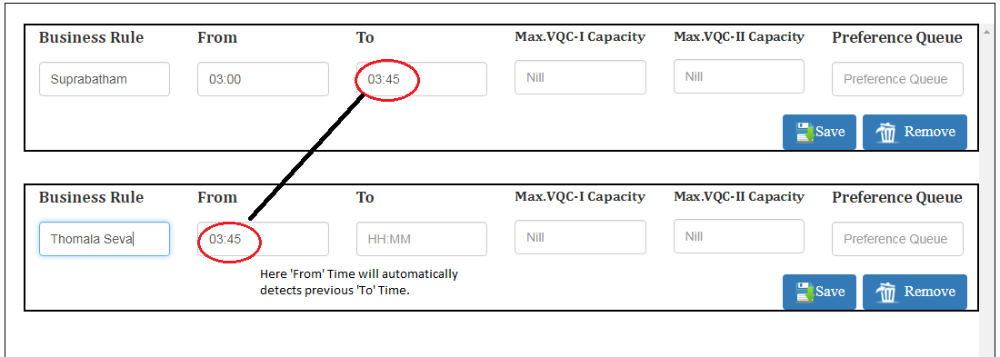 Business Rule From To Max.VQC-I Capacity Max.VQC-II Capacity Preference Queue
Suprabatham 03:00 03:45 Nill Nill Preference Queue
Save Remove
Business Rule From To Max.VQC-I Capacity Max.VQC-II Capacity Preference Queue
Thomala Seva 03:45 HH:MM Nill Nill Preference Queue
Here 'From' Time will automatically
detects previous 'To' Time.
Save Remove